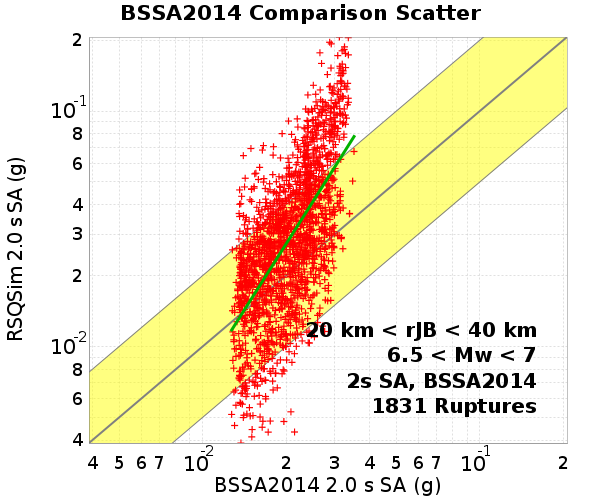 BSSA2014 Comparison Scatter
2
10-1
8
6
4
3
2
10-2
8
6
4
RSQSim 2.0 s SA (g)
20 km < rJB < 40 km
6.5 < Mw < 7
2s SA, BSSA2014
1831 Ruptures
4 5 6 7 10-2 2 3 4 5 6 7 10-1 2
BSSA2014 2.0 s SA (g)